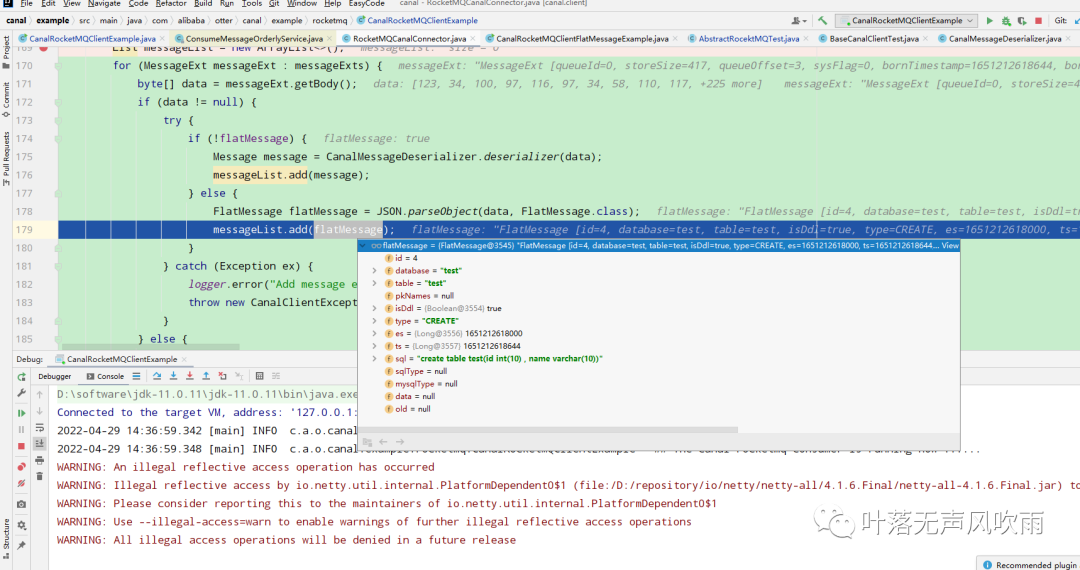 File Edit View Navigate Code Refactor Build Run Tools Git Window Help EasyCode canal - RocketMQCanalConnector.java [canal.client]
canal example src main java com alibaba otter canal example rocketmq CanalRocketMQClientExample
CanalRocketMQClientExample Git:
CanalRocketMQClientExample.java ConsumeMessageOrderlyService.java RocketMQCanalConnector.java CanalRocketMQClientFlatMessageExample.java AbstractRocektMQTest.java BaseCanalClientTest.java CanalMessageDeserializer.java
Project
Commit
Pull Requests
Structure
169 List messageList = new ArrayList<>(); messageList: size = 0
170 for (MessageExt messageExt : messageExts) { messageExt: "MessageExt [queueId=0, storeSize=417, queueOffset=3, sysFlag=0, bornTimestamp=1651212618644, bor
171 byte[] data = messageExt.getBody(); data: [123, 34, 100, 97, 116, 97, 34, 58, 110, 117, +225 more] messageExt: "MessageExt [queueId=0, storeSize=4
172 if (data != null) {
173 try {
174 if (!flatMessage) { flatMessage: true
175 Message message = CanalMessageDeserializer.deserializer(data);
176 messageList.add(message);
177 } else {
178 FlatMessage flatMessage = JSON.parseObject(data, FlatMessage.class); flatMessage: "FlatMessage [id=4, database=test, table=test, isDdl=tr
179 messageList.add(flatMessage); flatMessage: "FlatMessage [id=4, database=test, table=test, isDdl=true, type=CREATE, es=1651212618000, ts=
180 }
181 } catch (Exception ex) {
182 logger.error("Add message e
183 throw new CanalClientExcept
184 }
185 } else {
flatMessage = {FlatMessage@3545} "FlatMessage [id=4, database=test, table=test, isDdl=true, type=CREATE, es=1651212618000, ts=1651212618644... View
id = 4
database = "test"
table = "test"
pkNames = null
isDdl = {Boolean@3554} true
type = "CREATE"
es = {Long@3556} 1651212618000
ts = {Long@3557} 1651212618644
sql = "create table test(id int(10) , name varchar(10))"
sqlType = null
mysqlType = null
data = null
old = null
Debug: CanalRocketMQClientExample
Debugger Console
D:\software\jdk-11.0.11\jdk-11.0.11\bin\java.exe
Connected to the target VM, address: '127.0.0.1:
2022-04-29 14:36:59.342 [main] INFO c.a.o.canal
2022-04-29 14:36:59.348 [main] INFO c.a.o.canal
WARNING: An illegal reflective access operation has occurred
WARNING: Illegal reflective access by io.netty.util.internal.PlatformDependent0$1 (file:/D:/repository/io/netty/netty-all/4.1.6.Final/netty-all-4.1.6.Final.jar) to
WARNING: Please consider reporting this to the maintainers of io.netty.util.internal.PlatformDependent0$1
WARNING: Use --illegal-access=warn to enable warnings of further illegal reflective access operations
WARNING: All illegal access operations will be denied in a future release
叶落无声风吹雨
Recommended plugin